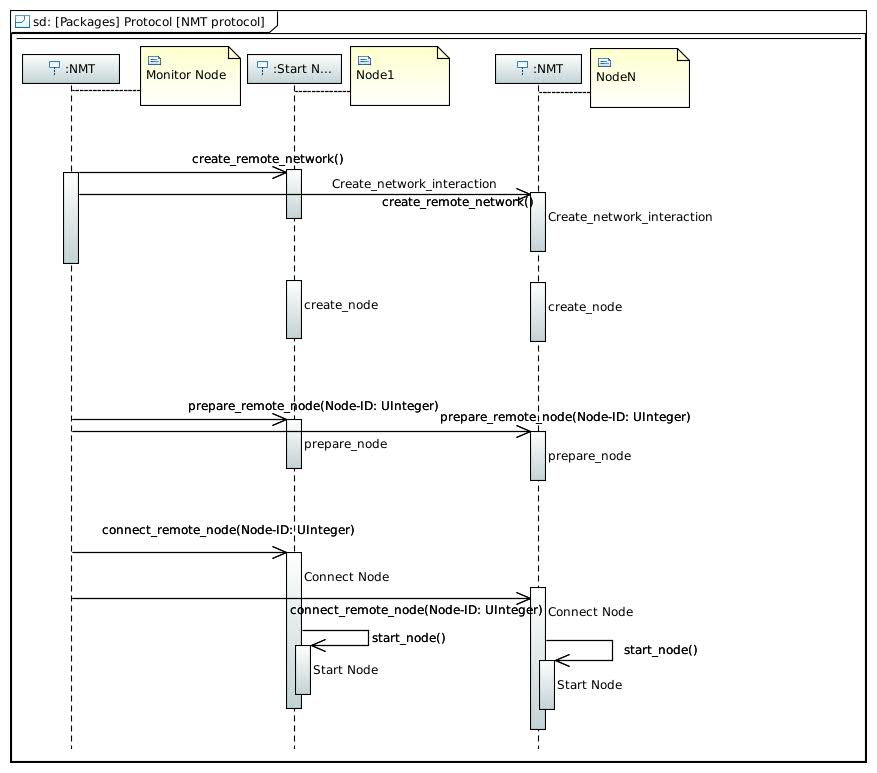 sd: [Packages] Protocol [NMT protocol]
:NMT
Monitor Node
:Start N...
Node1
:NMT
NodeN
create_remote_network()
Create_network_interaction
create_remote_network()
Create_network_interaction
create_node
create_node
prepare_remote_node(Node-ID: UInteger)
prepare_remote_node(Node-ID: UInteger)
prepare_node
prepare_node
connect_remote_node(Node-ID: UInteger)
Connect Node
connect_remote_node(Node-ID: UInteger)
Connect Node
start_node()
start_node()
Start Node
Start Node